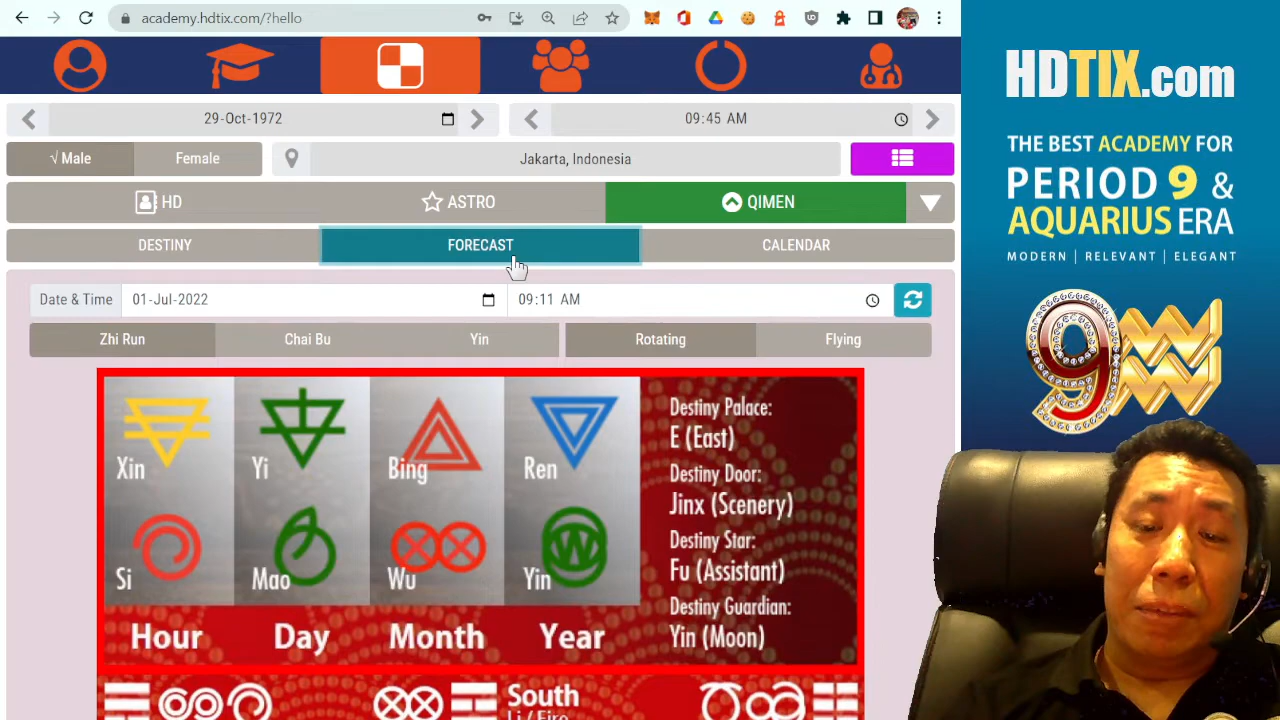 academy.hdtix.com/?hello
29-Oct-1972
09:45 AM
√ Male
Female
Jakarta, Indonesia
HD
ASTRO
QIMEN
DESTINY
FORECAST
CALENDAR
Date & Time
01-Jul-2022
09:11 AM
Zhi Run
Chai Bu
Yin
Rotating
Flying
Xin
Yi
Bing
Ren
Si
Mao
Wu
Yin
Hour
Day
Month
Year
Destiny Palace:
E (East)
Destiny Door:
Jinx (Scenery)
Destiny Star:
Fu (Assistant)
Destiny Guardian:
Yin (Moon)
South
Li / Fire
HDTIX.com
THE BEST ACADEMY FOR
PERIOD 9 &
AQUARIUS ERA
MODERN | RELEVANT | ELEGANT
9